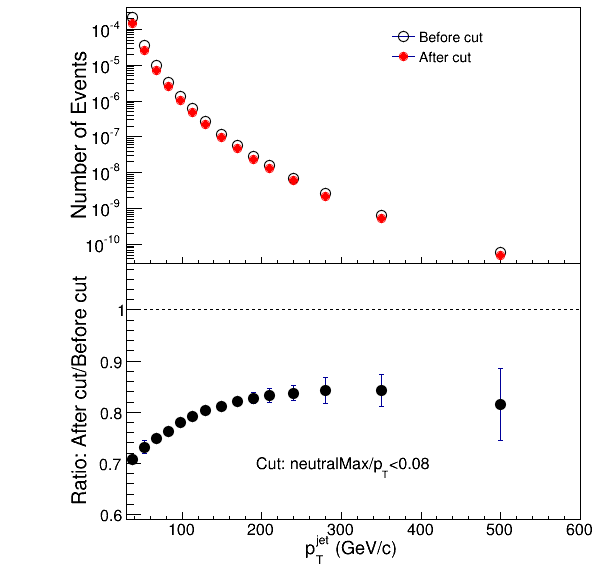 Number of Events
10^-4
10^-5
10^-6
10^-7
10^-8
10^-9
10^-10
Before cut
After cut
Ratio: After cut/Before cut
1
0.9
0.8
0.7
0.6
Cut: neutralMax/p_T<0.08
100 200 300 400 500 600
p_T^jet (GeV/c)